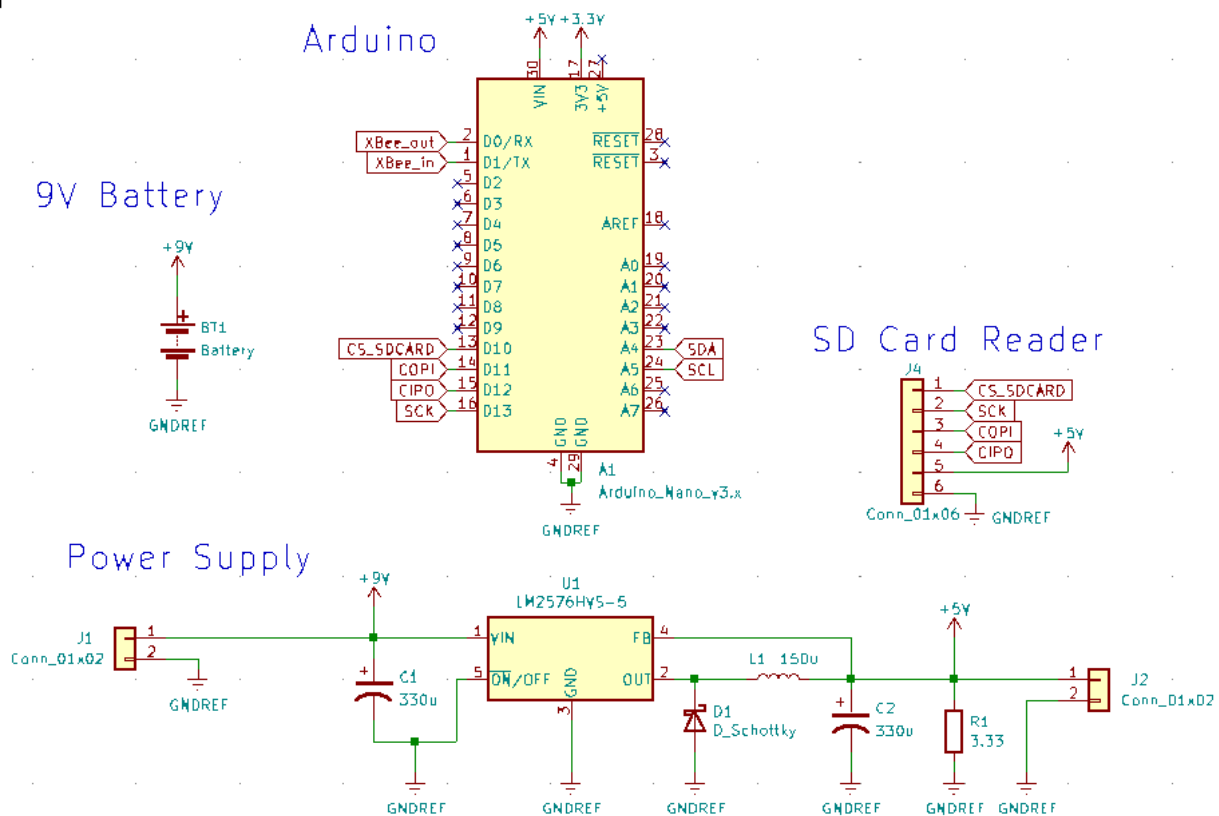 Arduino
+5V +3.3V
30 17 27
VIN 3V3 +5V
XBee_out 2 D0/RX RESET 28
XBee_in 1 D1/TX RESET 3
5 D2
6 D3
7 D4 AREF 18
8 D5
9 D6 A0 19
10 D7 A1 20
11 D8 A2 21
12 D9 A3 22
CS_SDCARD 13 D10 A4 23 SDA
COPI 14 D11 A5 24 SCL
CIPO 15 D12 A6 25
SCK 16 D13 A7 26
GND GND
4 29
A1
Arduino_Nano_v3.x
GNDREF
9V Battery
+9V
+
BT1
Battery
GNDREF
SD Card Reader
J4
1 CS_SDCARD
2 SCK
3 COPI
4 CIPO
5 +5V
6
Conn_01x06 GNDREF
Power Supply
+9V
U1
LM2576HVS-5
+5V
J1
Conn_01x02
1
2
GNDREF
1 VIN FB 4
5 ON/OFF GND OUT 2
3
+ C1
330u
GNDREF
GNDREF
L1 150u
D1
D_Schottky
GNDREF
+ C2
330u
GNDREF
R1
3.33
GNDREF
1
2
J2
Conn_01x02
GNDREF